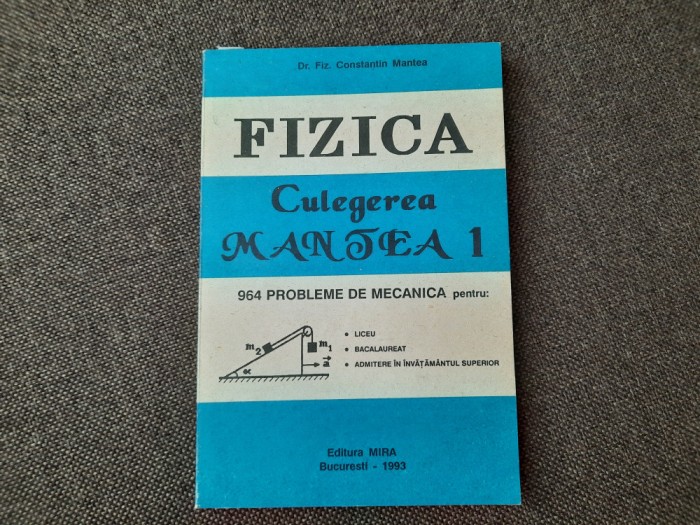 Dr. Fiz. Constantin Mantea
FIZICA
Culegerea
MANTEA 1
964 PROBLEME DE MECANICA pentru:
• LICEU
• BACALAUREAT
• ADMITERE ÎN ÎNVĂȚĂMÂNTUL SUPERIOR
m2
m1
a
α
Editura MIRA
Bucuresti - 1993